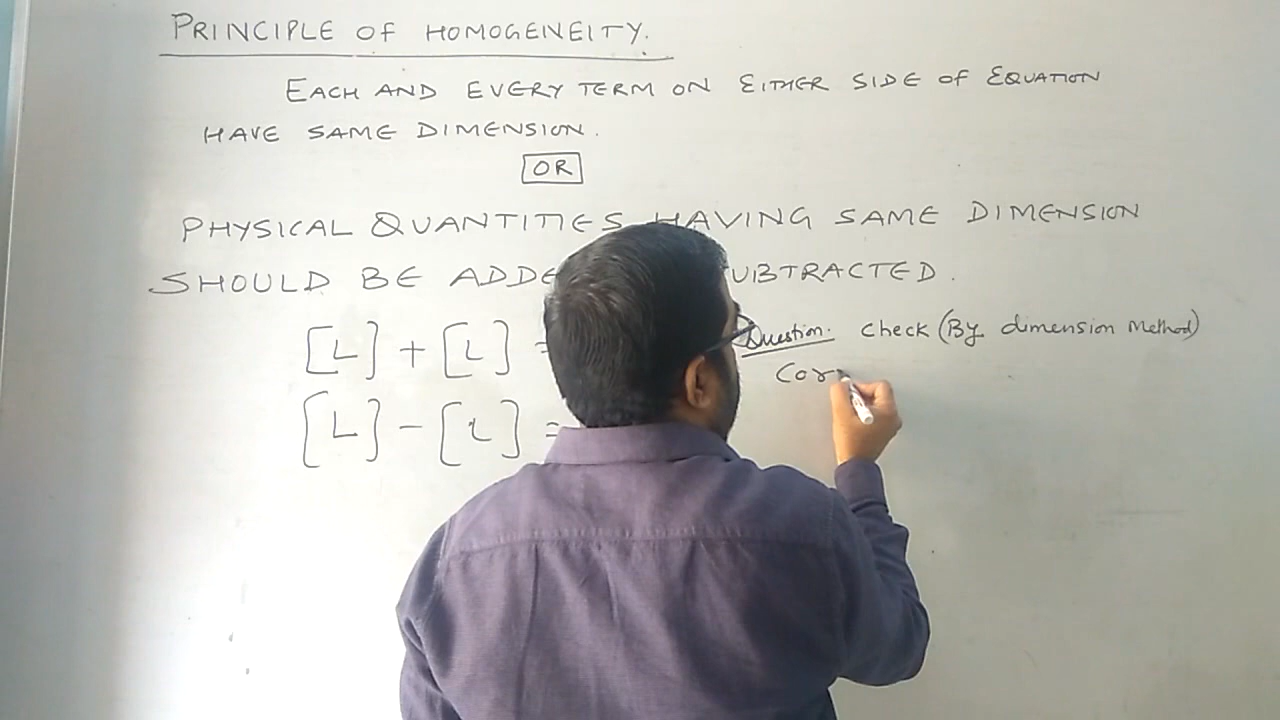 PRINCIPLE OF HOMOGENEITY.
EACH AND EVERY TERM ON EITHER SIDE OF EQUATION
HAVE SAME DIMENSION.
OR
PHYSICAL QUANTITIES HAVING SAME DIMENSION
SHOULD BE ADDE UBTRACTED.
[L] + [L] =
[L] - [L] =
Question. Check (By dimension Method)
Corr